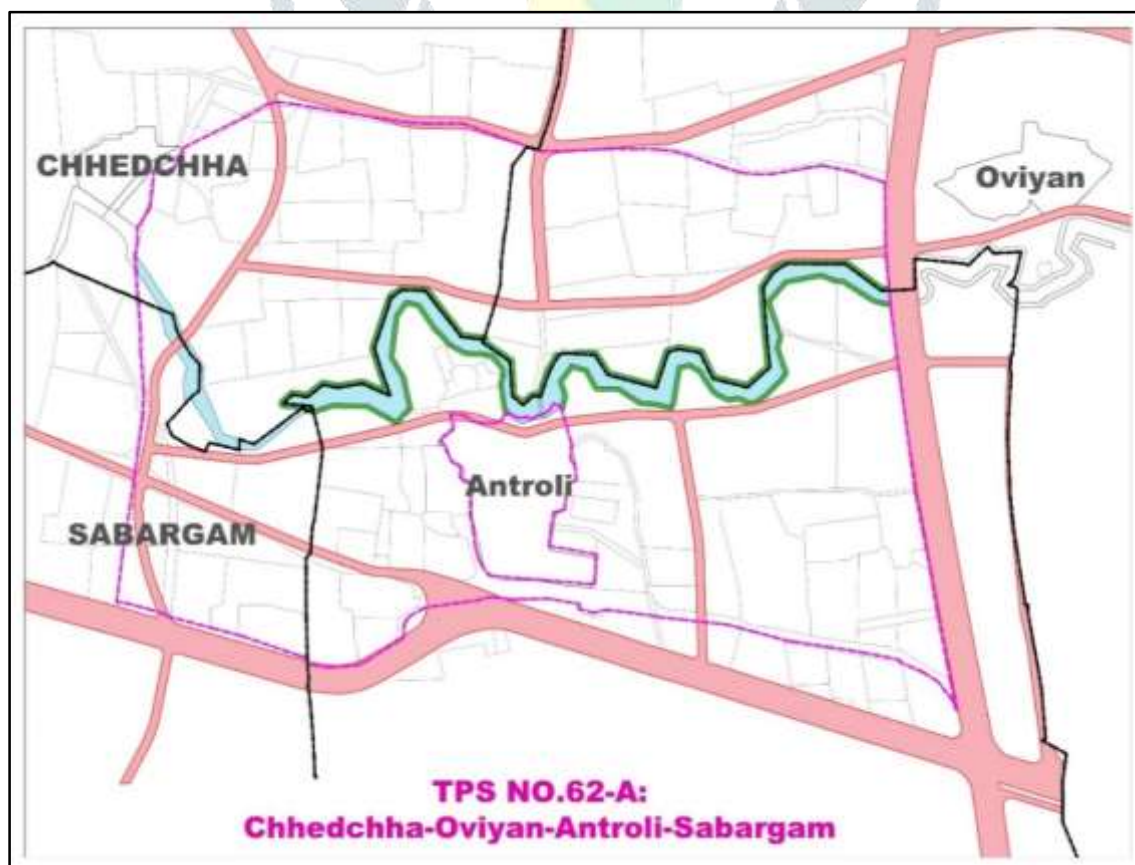 CHHEDCHHA
Oviyan
Antroli
SABARGAM
TPS NO.62-A:
Chhedchha-Oviyan-Antroli-Sabargam